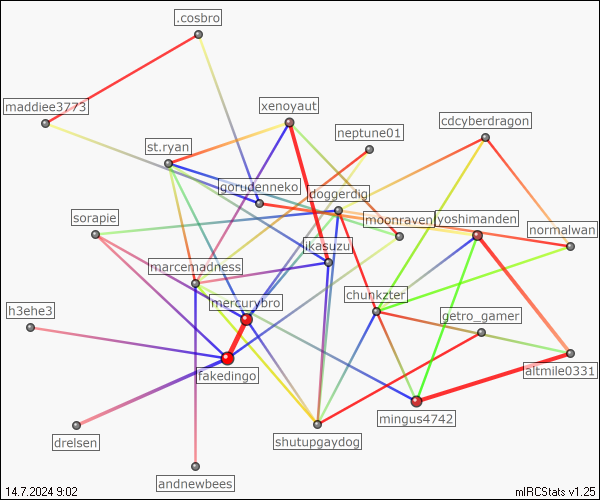 .cosbro
maddiee3773
xenoyaut
cdcyberdragon
neptune01
st.ryan
gorudenneko
doggerdig
sorapie
moonraven
yoshimanden
normalwan
ikasuzu
marcemadness
chunkzter
mercurybro
h3ehe3
getro_gamer
fakedingo
altmile0331
mingus4742
drelsen
shutupgaydog
andnewbees
14.7.2024 9:02
mIRCStats v1.25